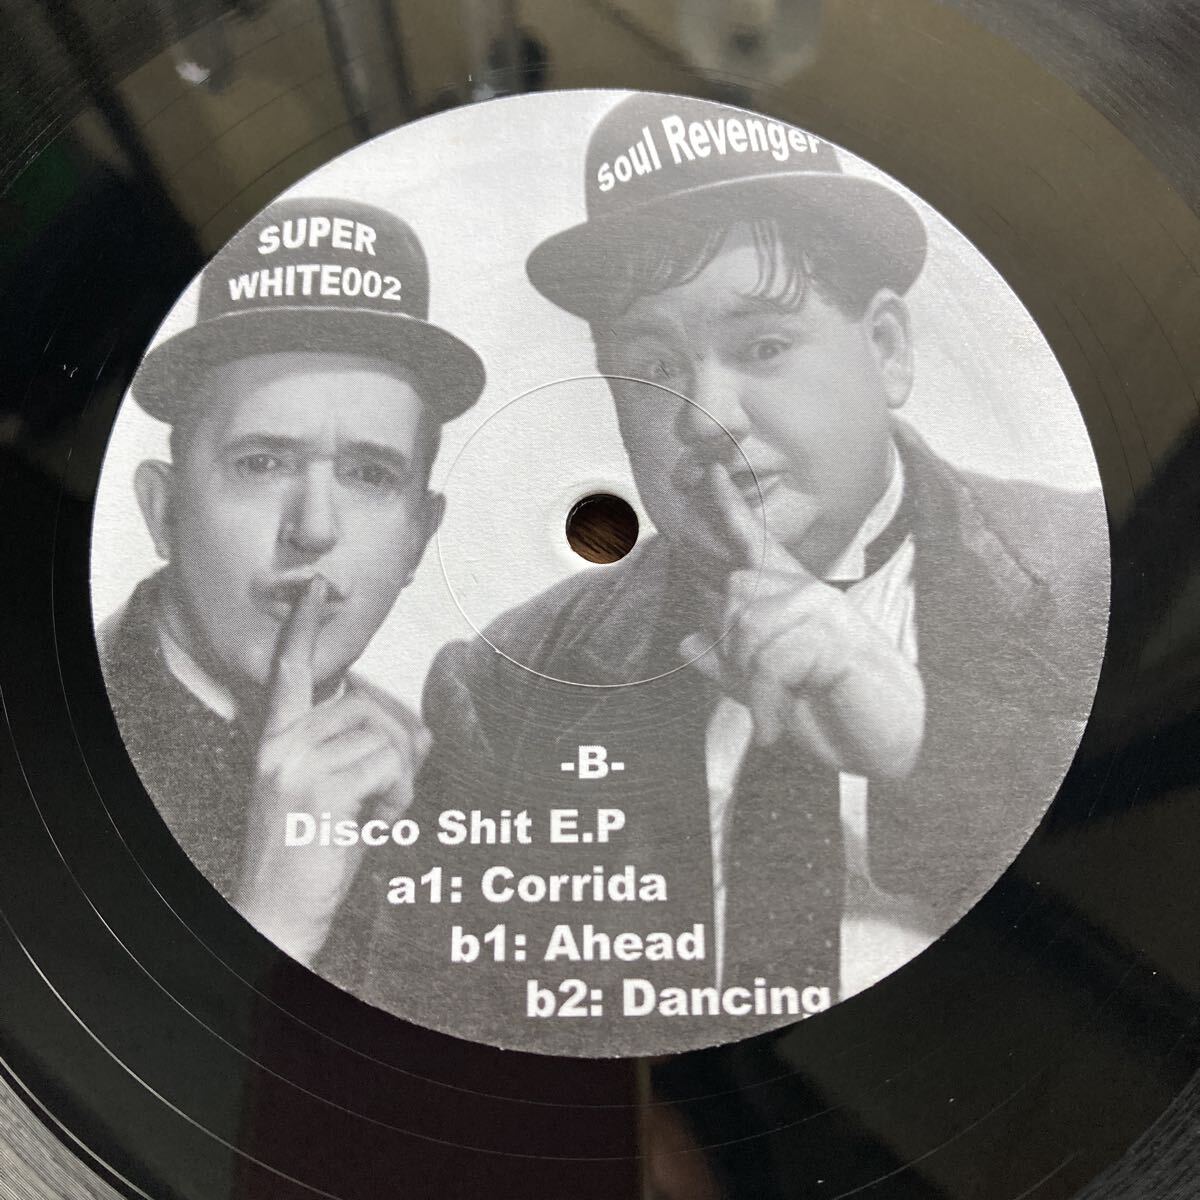 SUPER
WHITE002
soul Revenger
-B-
Disco Shit E.P
a1: Corrida
b1: Ahead
b2: Dancing